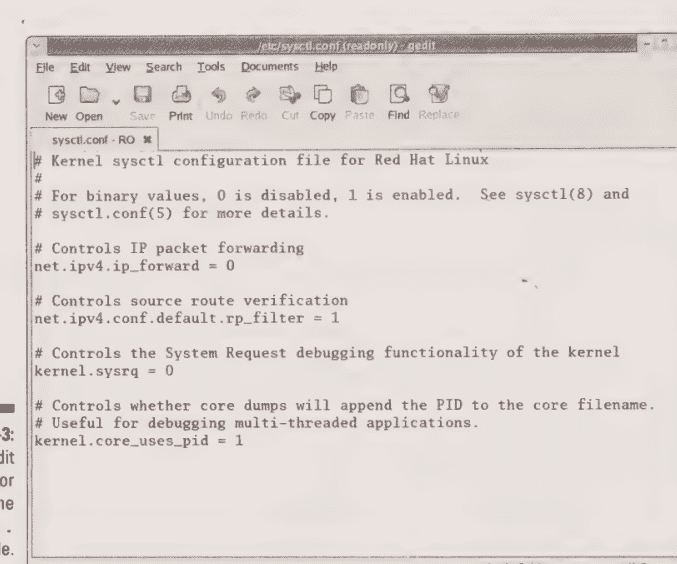 /etc/sysctl.conf (readonly) - gedit
File Edit View Search Tools Documents Help
New Open Save Print Undo Redo Cut Copy Paste Find Replace
sysctl.conf - RO
# Kernel sysctl configuration file for Red Hat Linux
#
# For binary values, 0 is disabled, 1 is enabled.  See sysctl(8) and
# sysctl.conf(5) for more details.
# Controls IP packet forwarding
net.ipv4.ip_forward = 0
# Controls source route verification
net.ipv4.conf.default.rp_filter = 1
# Controls the System Request debugging functionality of the kernel
kernel.sysrq = 0
# Controls whether core dumps will append the PID to the core filename.
# Useful for debugging multi-threaded applications.
kernel.core_uses_pid = 1
-3:
dit
or
ne
.
le.